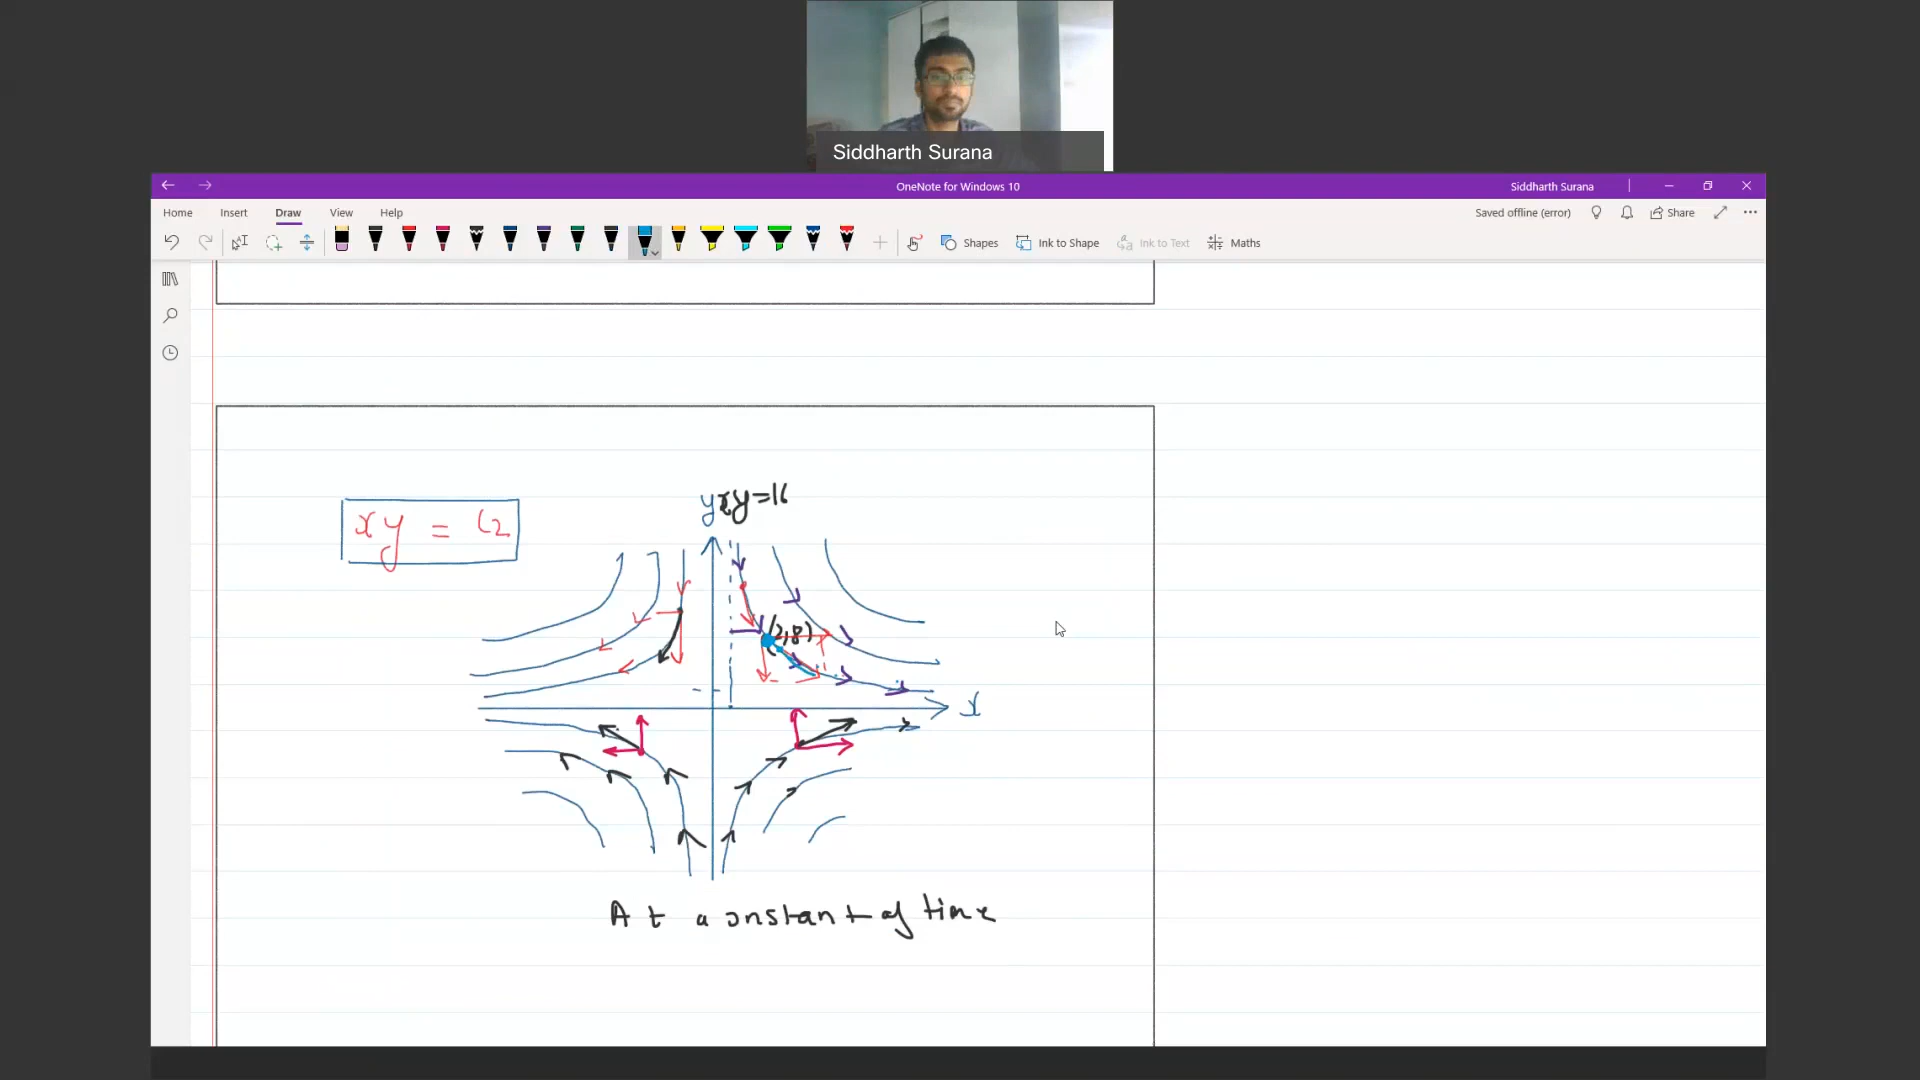 Siddharth Surana
OneNote for Windows 10
Siddharth Surana
Home Insert Draw View Help
Saved offline (error)
Share
Shapes
Ink to Shape
Ink to Text
Maths
y xy=16
xy = C2
(2,8)
x
At a onstant of time